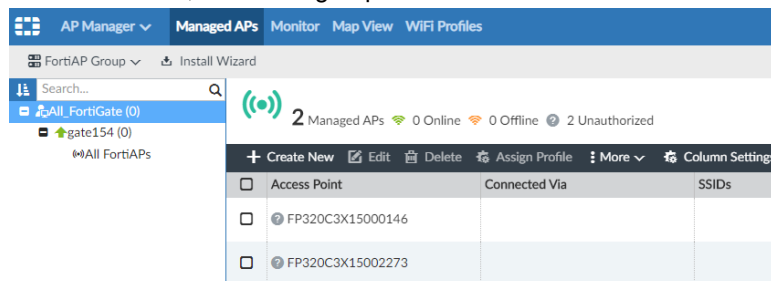 AP Manager Managed APs Monitor Map View WiFi Profiles
FortiAP Group Install Wizard
Search...
All_FortiGate (0)
gate154 (0)
All FortiAPs
2 Managed APs 0 Online 0 Offline 2 Unauthorized
+ Create New Edit Delete Assign Profile More Column Settings
Access Point Connected Via SSIDs
FP320C3X15000146
FP320C3X15002273